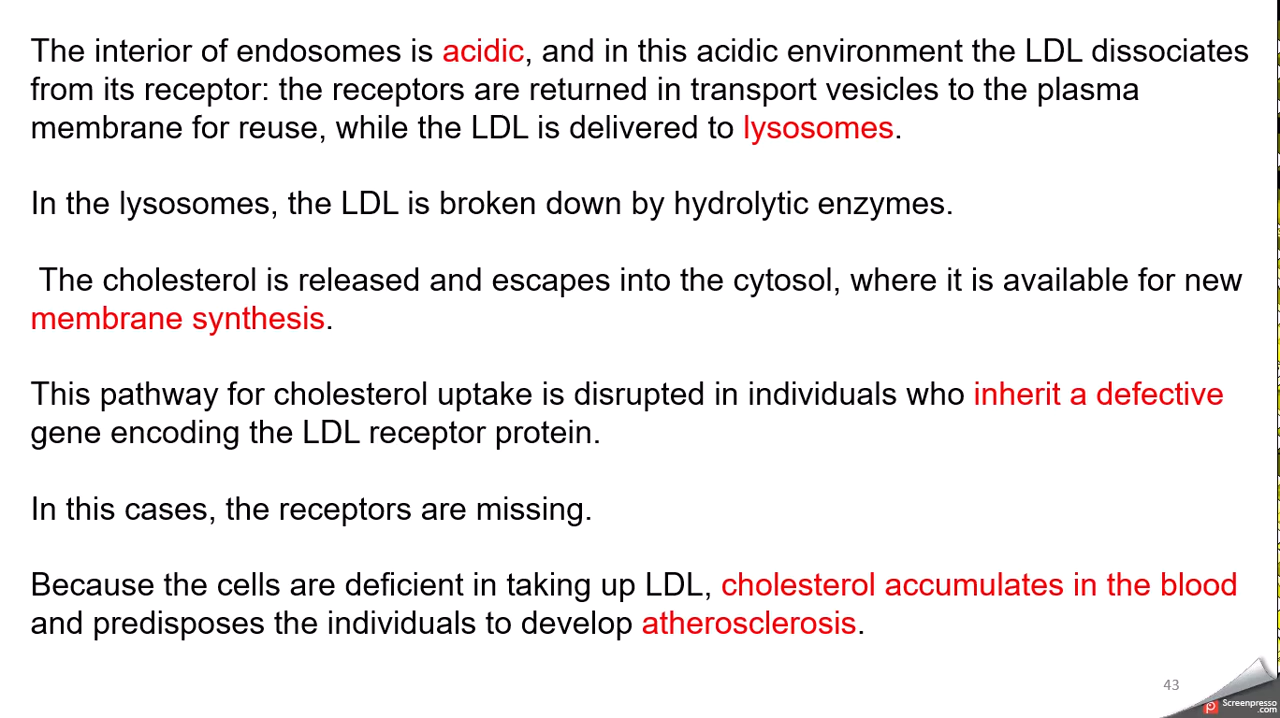 The interior of endosomes is acidic, and in this acidic environment the LDL dissociates
from its receptor: the receptors are returned in transport vesicles to the plasma
membrane for reuse, while the LDL is delivered to lysosomes.
In the lysosomes, the LDL is broken down by hydrolytic enzymes.
The cholesterol is released and escapes into the cytosol, where it is available for new
membrane synthesis.
This pathway for cholesterol uptake is disrupted in individuals who inherit a defective
gene encoding the LDL receptor protein.
In this cases, the receptors are missing.
Because the cells are deficient in taking up LDL, cholesterol accumulates in the blood
and predisposes the individuals to develop atherosclerosis.
43
Screenpresso
.com